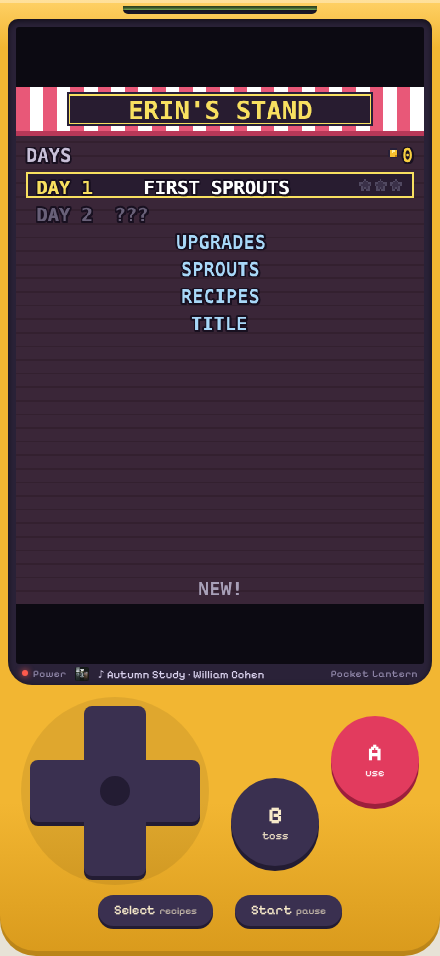 ERIN'S STAND
DAYS 0
DAY 1 FIRST SPROUTS
DAY 2 ???
UPGRADES
SPROUTS
RECIPES
TITLE
NEW!
Power ♪ Autumn Study · William Cohen Pocket Lantern
A
use
B
toss
Select recipes Start pause